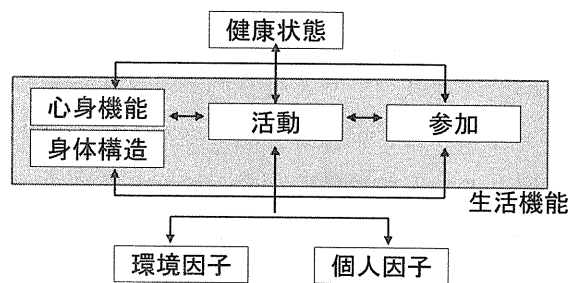 健康状態
心身機能
身体構造
活動
参加
生活機能
環境因子
個人因子